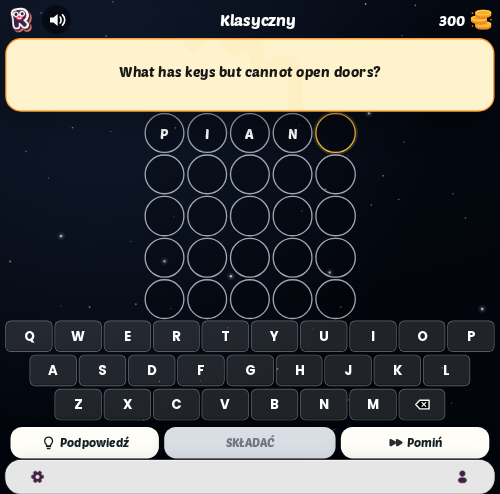 Klasyczny
300
What has keys but cannot open doors?
P I A N
Q W E R T Y U I O P
A S D F G H J K L
Z X C V B N M
Podpowiedź SKŁADAĆ Pomiń